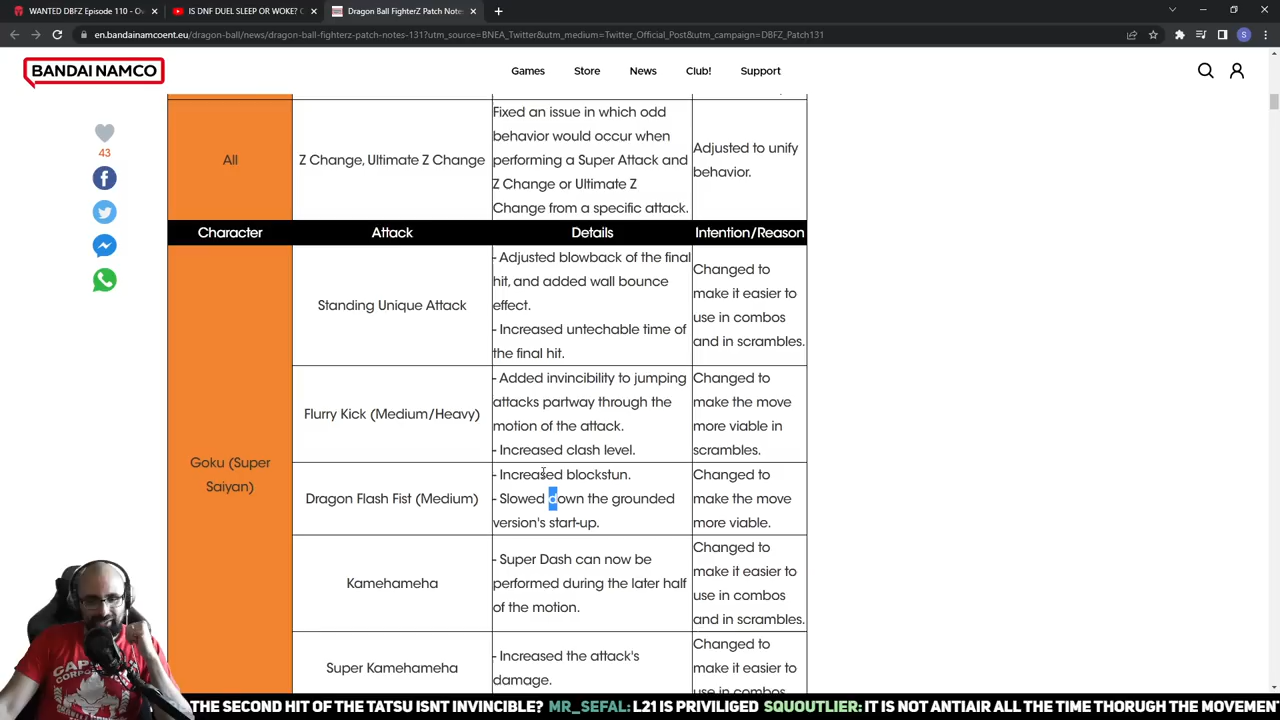 WANTED DBFZ Episode 110 - O
IS DNF DUEL SLEEP OR WOKE? C
Dragon Ball FighterZ Patch Note
en.bandainamcoent.eu/dragon-ball/news/dragon-ball-fighterz-patch-notes-131?utm_source=BNEA_Twitter&utm_medium=Twitter_Official_Post&utm_campaign=DBFZ_Patch131
S
BANDAI NAMCO
Games
Store
News
Club!
Support
43
All
Z Change, Ultimate Z Change
Fixed an issue in which odd
behavior would occur when
performing a Super Attack and
Z Change or Ultimate Z
Change from a specific attack.
Adjusted to unify
behavior.
Character
Attack
Details
Intention/Reason
Goku (Super
Saiyan)
Standing Unique Attack
- Adjusted blowback of the final
hit, and added wall bounce
effect.
- Increased untechable time of
the final hit.
Changed to
make it easier to
use in combos
and in scrambles.
Flurry Kick (Medium/Heavy)
- Added invincibility to jumping
attacks partway through the
motion of the attack.
- Increased clash level.
Changed to
make the move
more viable in
scrambles.
Dragon Flash Fist (Medium)
- Increased blockstun.
- Slowed down the grounded
version's start-up.
Changed to
make the move
more viable.
Kamehameha
- Super Dash can now be
performed during the later half
of the motion.
Changed to
make it easier to
use in combos
and in scrambles.
Super Kamehameha
- Increased the attack's
damage.
Changed to
make it easier to
use in combos
THE SECOND HIT OF THE TATSU ISNT INVINCIBLE? MR_SEFAL: L21 IS PRIVILIGED SQUOUTLIER: IT IS NOT ANTIAIR ALL THE TIME THORUGH THE MOVEMEN